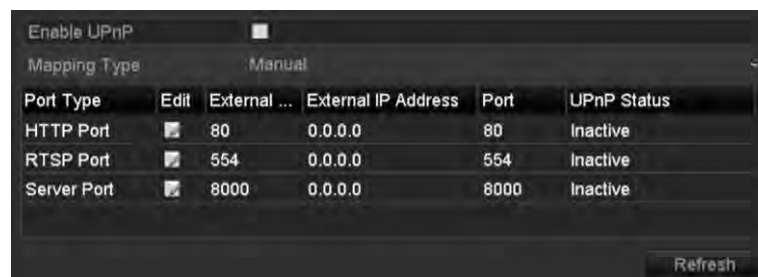 Enable UPnP
Mapping Type Manual
Port Type Edit External ... External IP Address Port UPnP Status
HTTP Port 80 0.0.0.0 80 Inactive
RTSP Port 554 0.0.0.0 554 Inactive
Server Port 8000 0.0.0.0 8000 Inactive
Refresh